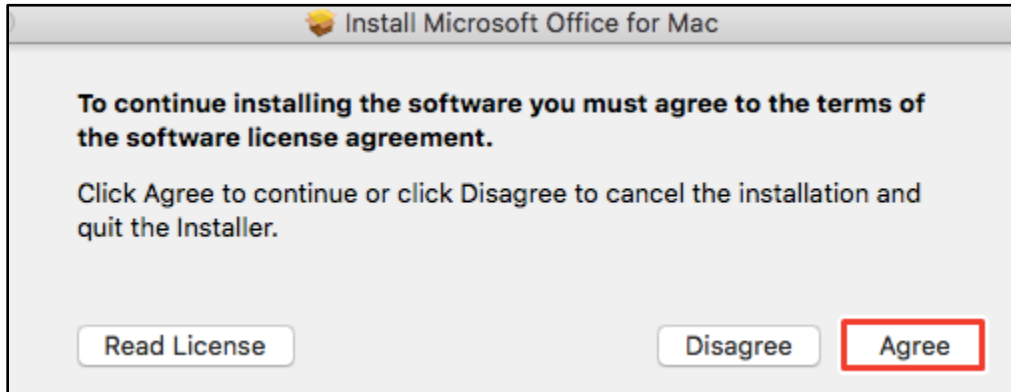 Install Microsoft Office for Mac
To continue installing the software you must agree to the terms of
the software license agreement.
Click Agree to continue or click Disagree to cancel the installation and
quit the Installer.
Read License Disagree Agree